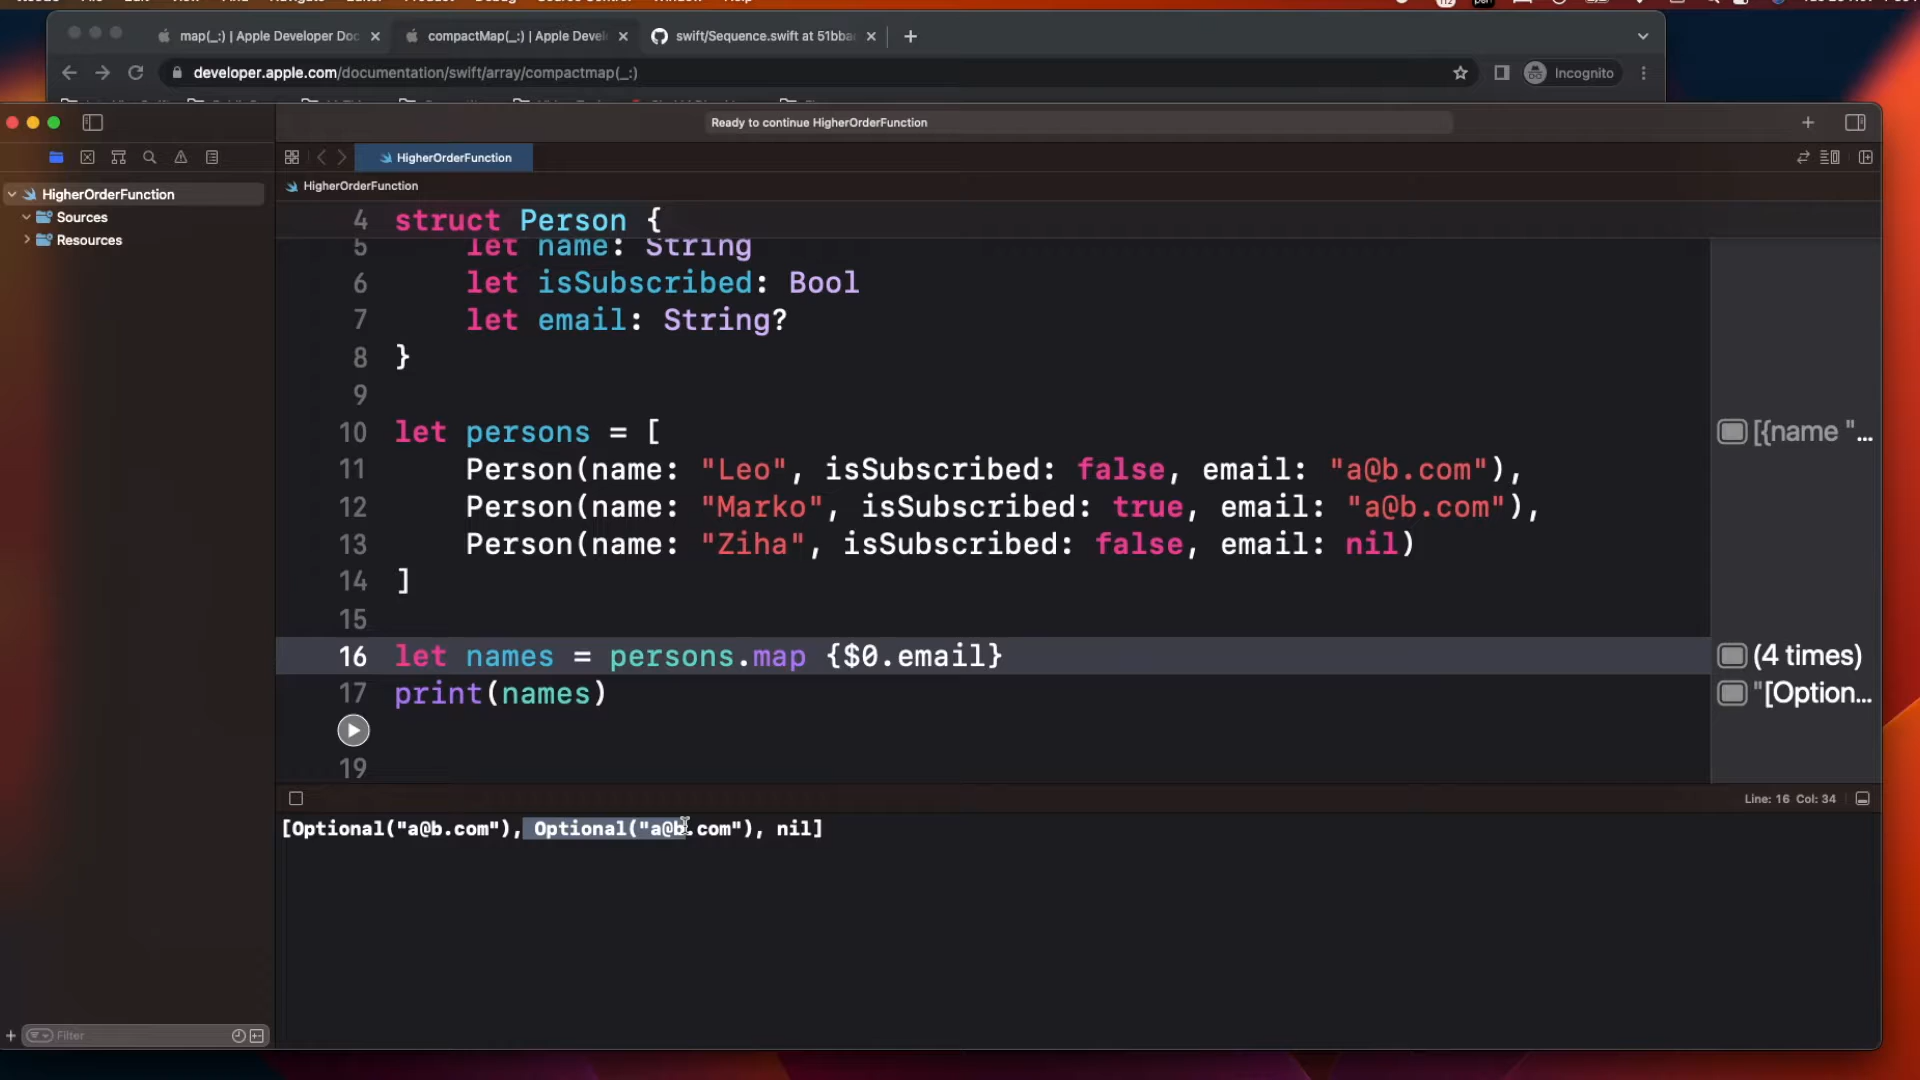 map(_:) | Apple Developer Doc
compactMap(_:) | Apple Devel
swift/Sequence.swift at 51bba
developer.apple.com/documentation/swift/array/compactmap(_:)
Incognito
Ready to continue HigherOrderFunction
HigherOrderFunction
HigherOrderFunction
HigherOrderFunction
Sources
Resources
4 struct Person {
5 let name: String
6 let isSubscribed: Bool
7 let email: String?
8 }
9
10 let persons = [
[{name "...
11 Person(name: "Leo", isSubscribed: false, email: "a@b.com"),
12 Person(name: "Marko", isSubscribed: true, email: "a@b.com"),
13 Person(name: "Ziha", isSubscribed: false, email: nil)
14 ]
15
16 let names = persons.map {$0.email}
(4 times)
17 print(names)
"[Option...
19
Line: 16 Col: 34
[Optional("a@b.com"), Optional("a@b.com"), nil]
Filter